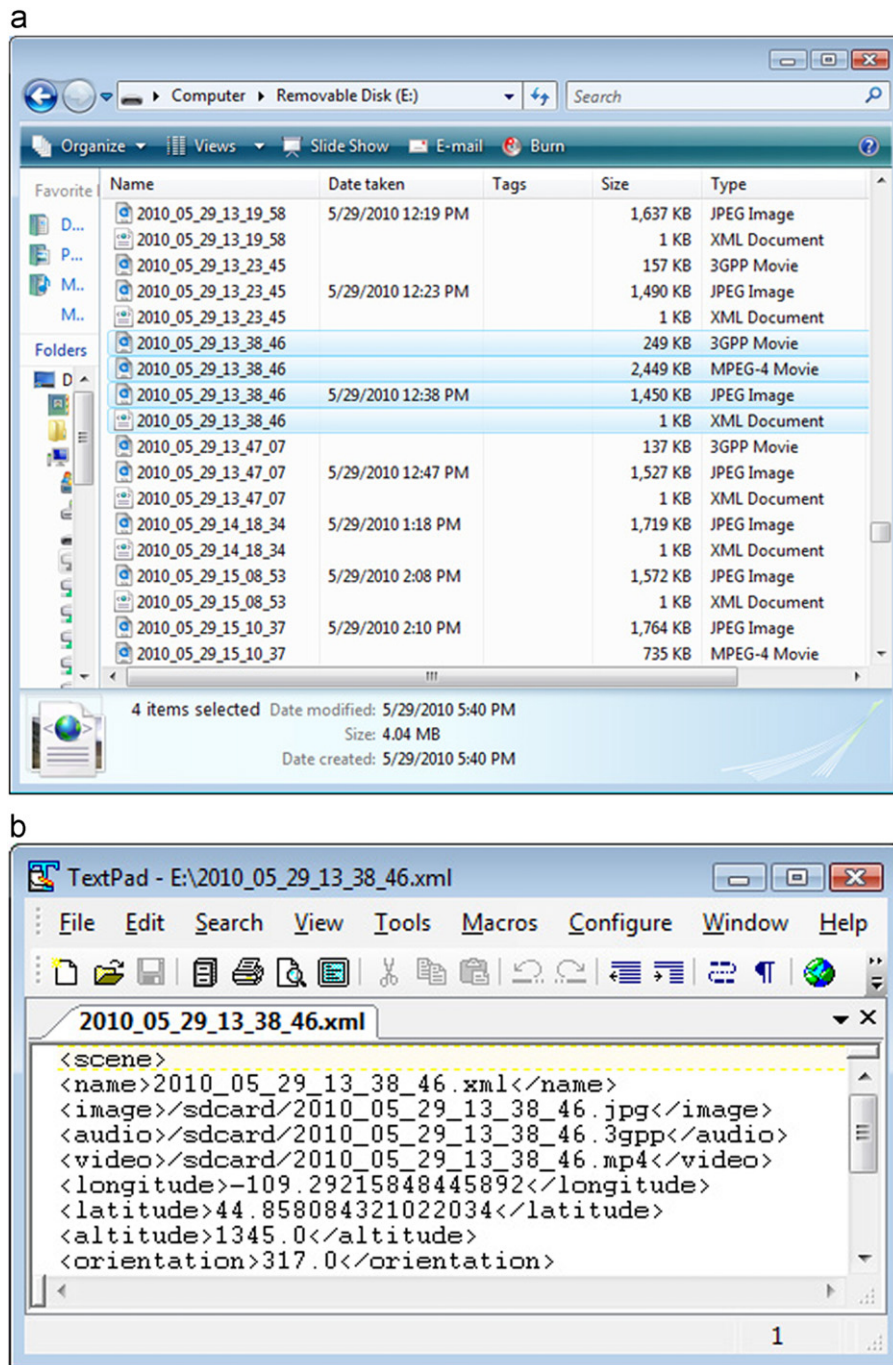 a
Computer Removable Disk (E:) Search
Organize Views Slide Show E-mail Burn
Favorite Name Date taken Tags Size Type
D...
P...
M..
M..
Folders
D
2010_05_29_13_19_58 5/29/2010 12:19 PM 1,637 KB JPEG Image
2010_05_29_13_19_58 1 KB XML Document
2010_05_29_13_23_45 157 KB 3GPP Movie
2010_05_29_13_23_45 5/29/2010 12:23 PM 1,490 KB JPEG Image
2010_05_29_13_23_45 1 KB XML Document
2010_05_29_13_38_46 249 KB 3GPP Movie
2010_05_29_13_38_46 2,449 KB MPEG-4 Movie
2010_05_29_13_38_46 5/29/2010 12:38 PM 1,450 KB JPEG Image
2010_05_29_13_38_46 1 KB XML Document
2010_05_29_13_47_07 137 KB 3GPP Movie
2010_05_29_13_47_07 5/29/2010 12:47 PM 1,527 KB JPEG Image
2010_05_29_13_47_07 1 KB XML Document
2010_05_29_14_18_34 5/29/2010 1:18 PM 1,719 KB JPEG Image
2010_05_29_14_18_34 1 KB XML Document
2010_05_29_15_08_53 5/29/2010 2:08 PM 1,572 KB JPEG Image
2010_05_29_15_08_53 1 KB XML Document
2010_05_29_15_10_37 5/29/2010 2:10 PM 1,764 KB JPEG Image
2010_05_29_15_10_37 735 KB MPEG-4 Movie
4 items selected Date modified: 5/29/2010 5:40 PM
Size: 4.04 MB
Date created: 5/29/2010 5:40 PM
b
TextPad - E:\2010_05_29_13_38_46.xml
File Edit Search View Tools Macros Configure Window Help
2010_05_29_13_38_46.xml
<scene>
<name>2010_05_29_13_38_46.xml</name>
<image>/sdcard/2010_05_29_13_38_46.jpg</image>
<audio>/sdcard/2010_05_29_13_38_46.3gpp</audio>
<video>/sdcard/2010_05_29_13_38_46.mp4</video>
<longitude>-109.29215848445892</longitude>
<latitude>44.858084321022034</latitude>
<altitude>1345.0</altitude>
<orientation>317.0</orientation>
1